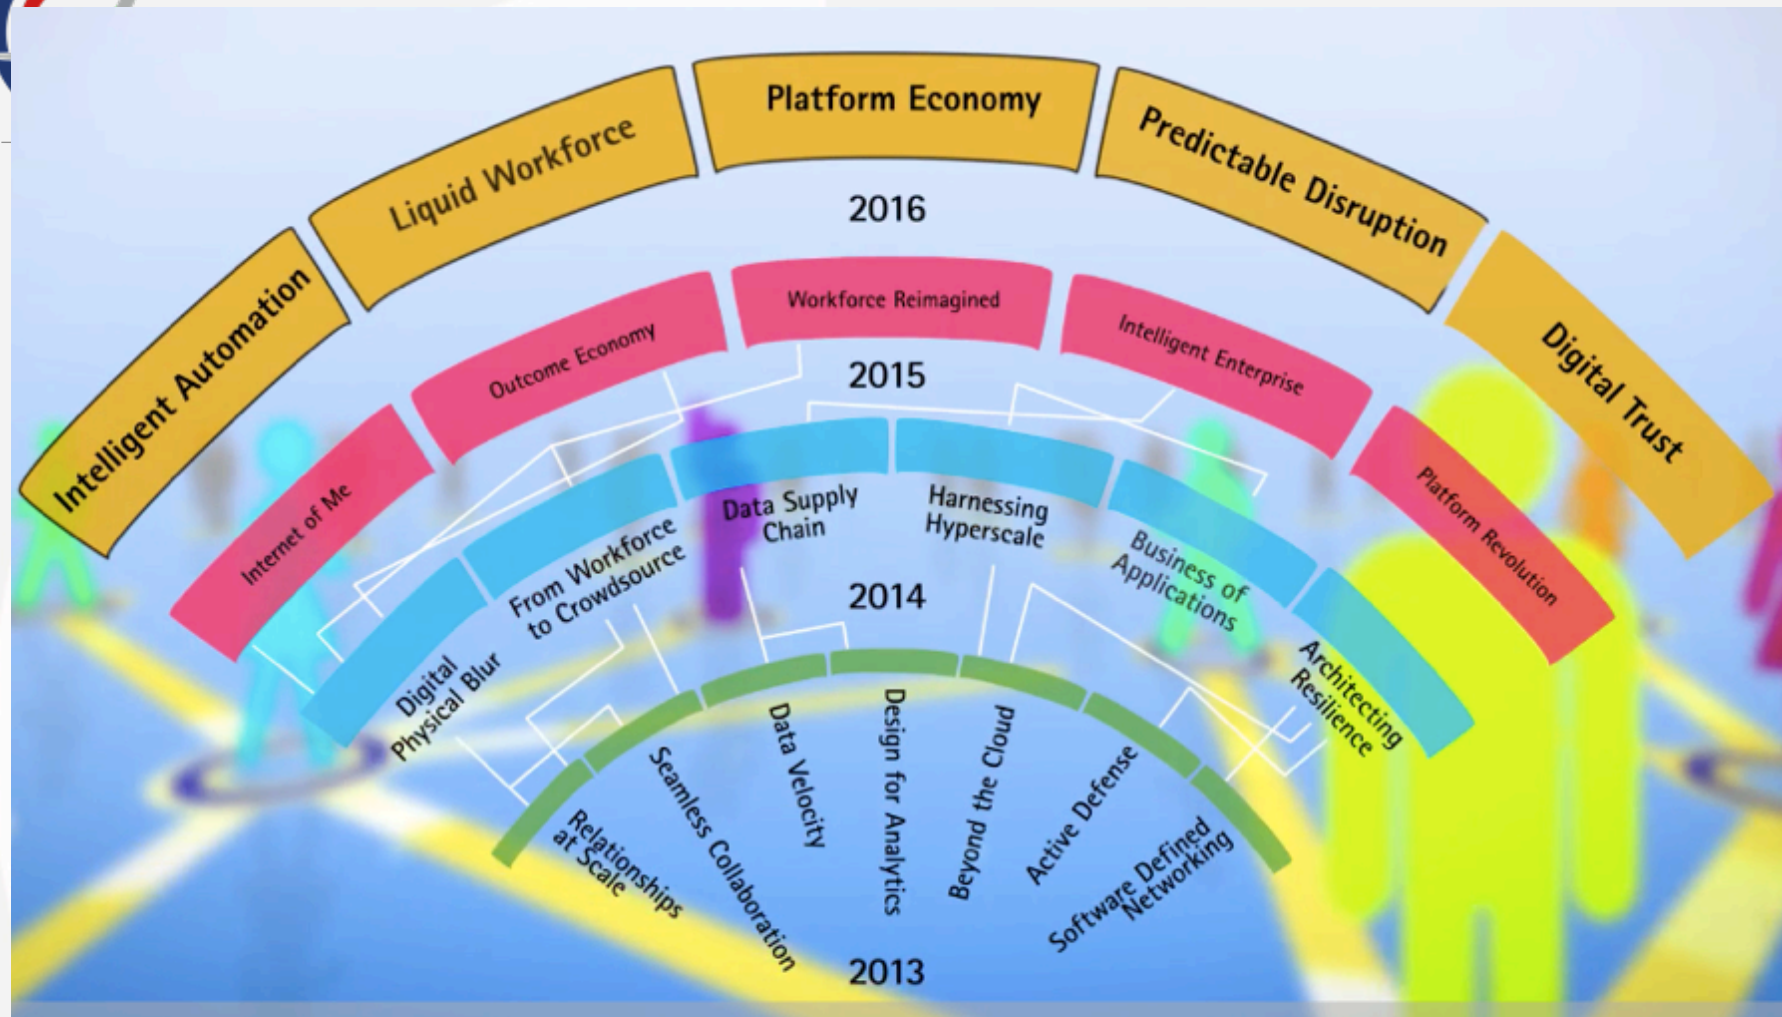 Intelligent Automation
Liquid Workforce
Platform Economy
Predictable Disruption
Digital Trust
2016
Internet of Me
Outcome Economy
Workforce Reimagined
Intelligent Enterprise
Platform Revolution
2015
Digital
Physical Blur
From Workforce
to Crowdsource
Data Supply
Chain
Harnessing
Hyperscale
Business of
Applications
Architecting
Resilience
2014
Relationships
at Scale
Seamless Collaboration
Data Velocity
Design for Analytics
Beyond the Cloud
Active Defense
Software Defined
Networking
2013